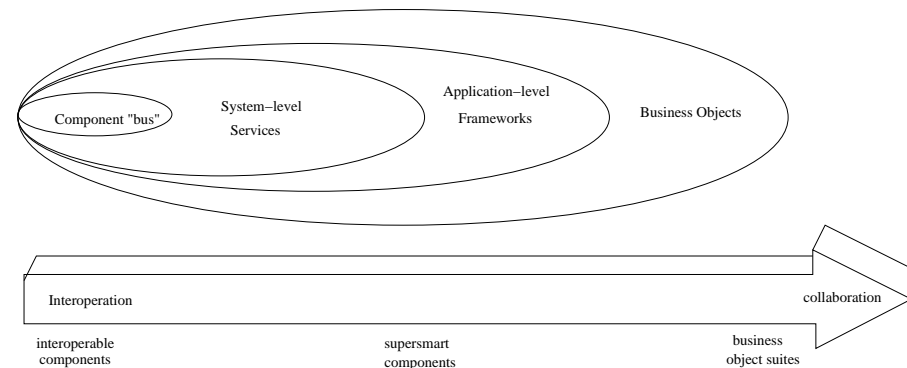 Component "bus"
System-level
Services
Application-level
Frameworks
Business Objects
Interoperation
collaboration
interoperable
components
supersmart
components
business
object suites